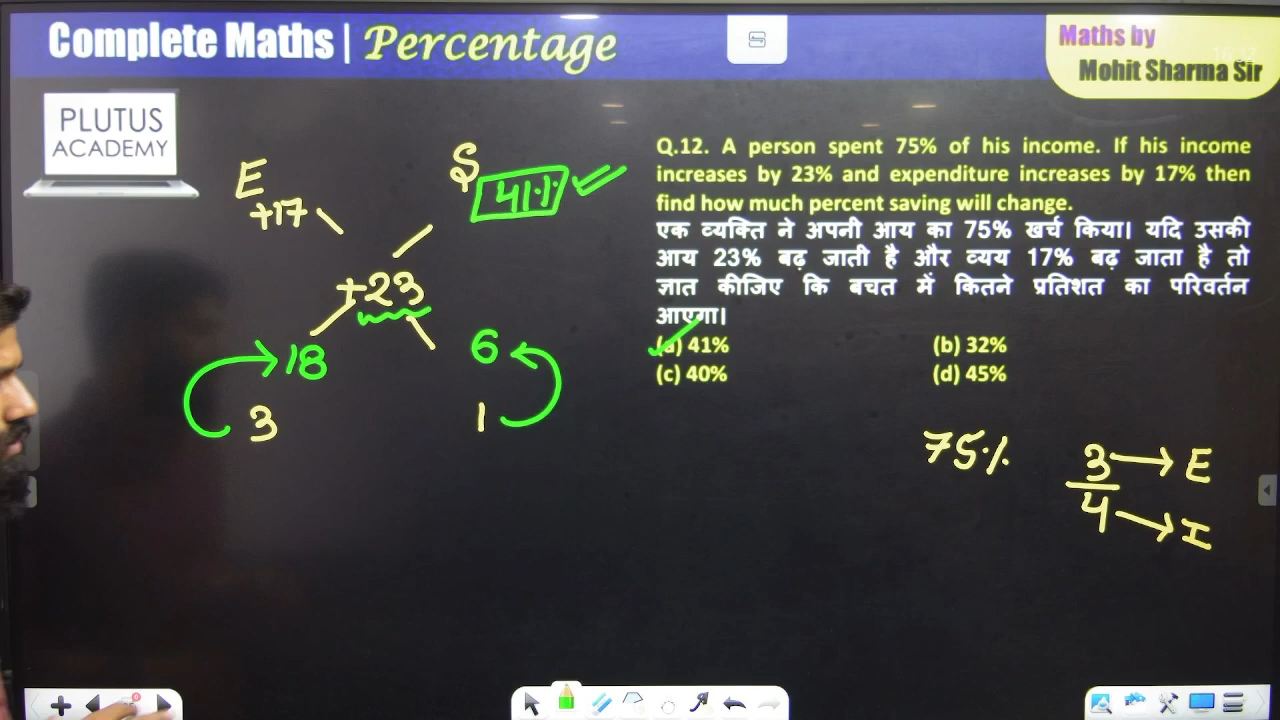 Complete Maths | Percentage
Maths by
Mohit Sharma Sir
PLUTUS
ACADEMY
E
+17
S
41%
+23
18
6
3
1
Q.12. A person spent 75% of his income. If his income
increases by 23% and expenditure increases by 17% then
find how much percent saving will change.
एक व्यक्ति ने अपनी आय का 75% खर्च किया। यदि उसकी
आय 23% बढ़ जाती है और व्यय 17% बढ़ जाता है तो
ज्ञात कीजिए कि बचत में कितने प्रतिशत का परिवर्तन
आएगा।
(a) 41%
(b) 32%
(c) 40%
(d) 45%
75%
3 → E
4 → I